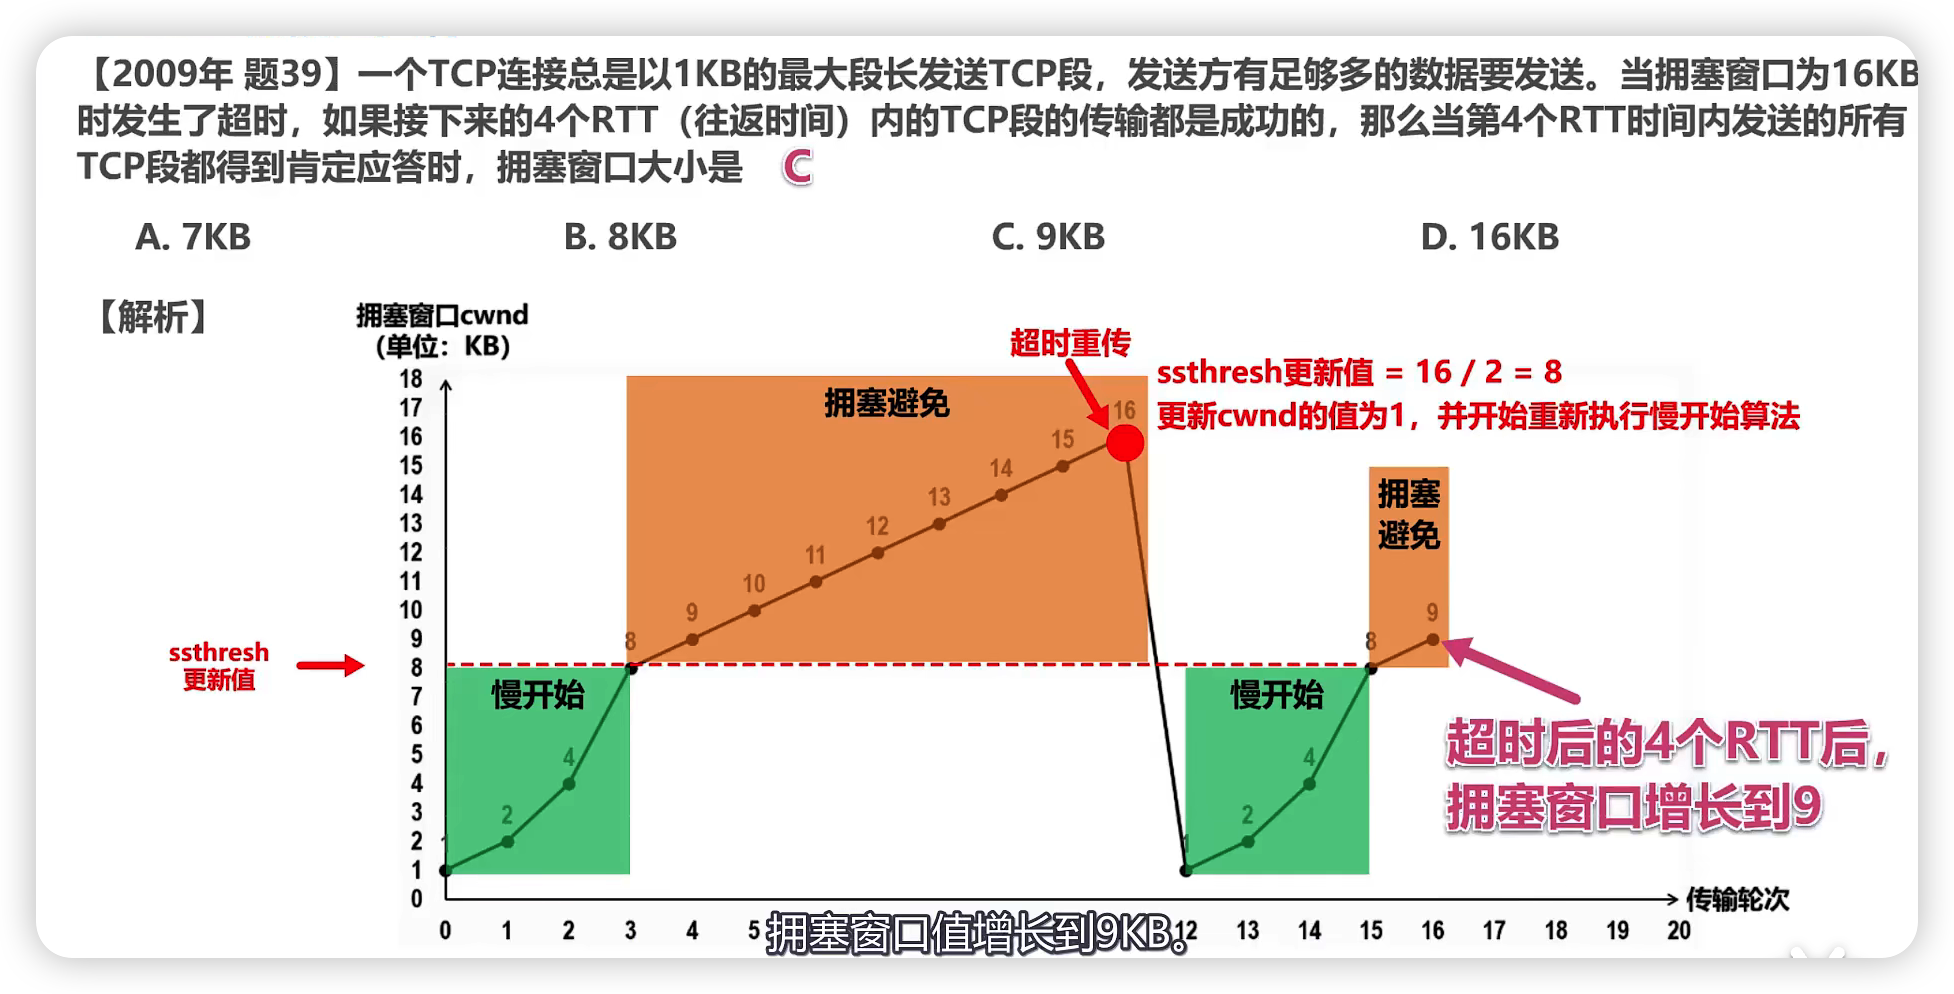 【2009年 题39】一个TCP连接总是以1KB的最大段长发送TCP段，发送方有足够多的数据要发送。当拥塞窗口为16KB
时发生了超时，如果接下来的4个RTT（往返时间）内的TCP段的传输都是成功的，那么当第4个RTT时间内发送的所有
TCP段都得到肯定应答时，拥塞窗口大小是 C
A. 7KB B. 8KB C. 9KB D. 16KB
【解析】
拥塞窗口cwnd
（单位：KB）
超时重传
ssthresh更新值 = 16 / 2 = 8
更新cwnd的值为1，并开始重新执行慢开始算法
18
17
16
15
14
13
12
11
10
9
8
7
6
5
4
3
2
1
0
拥塞避免
16
15
14
13
12
11
10
9
8
慢开始
4
2
1
ssthresh
更新值
拥塞
避免
9
8
慢开始
4
2
1
超时后的4个RTT后，
拥塞窗口增长到9
传输轮次
0 1 2 3 4 5 12 13 14 15 16 17 18 19 20
拥塞窗口值增长到9KB。